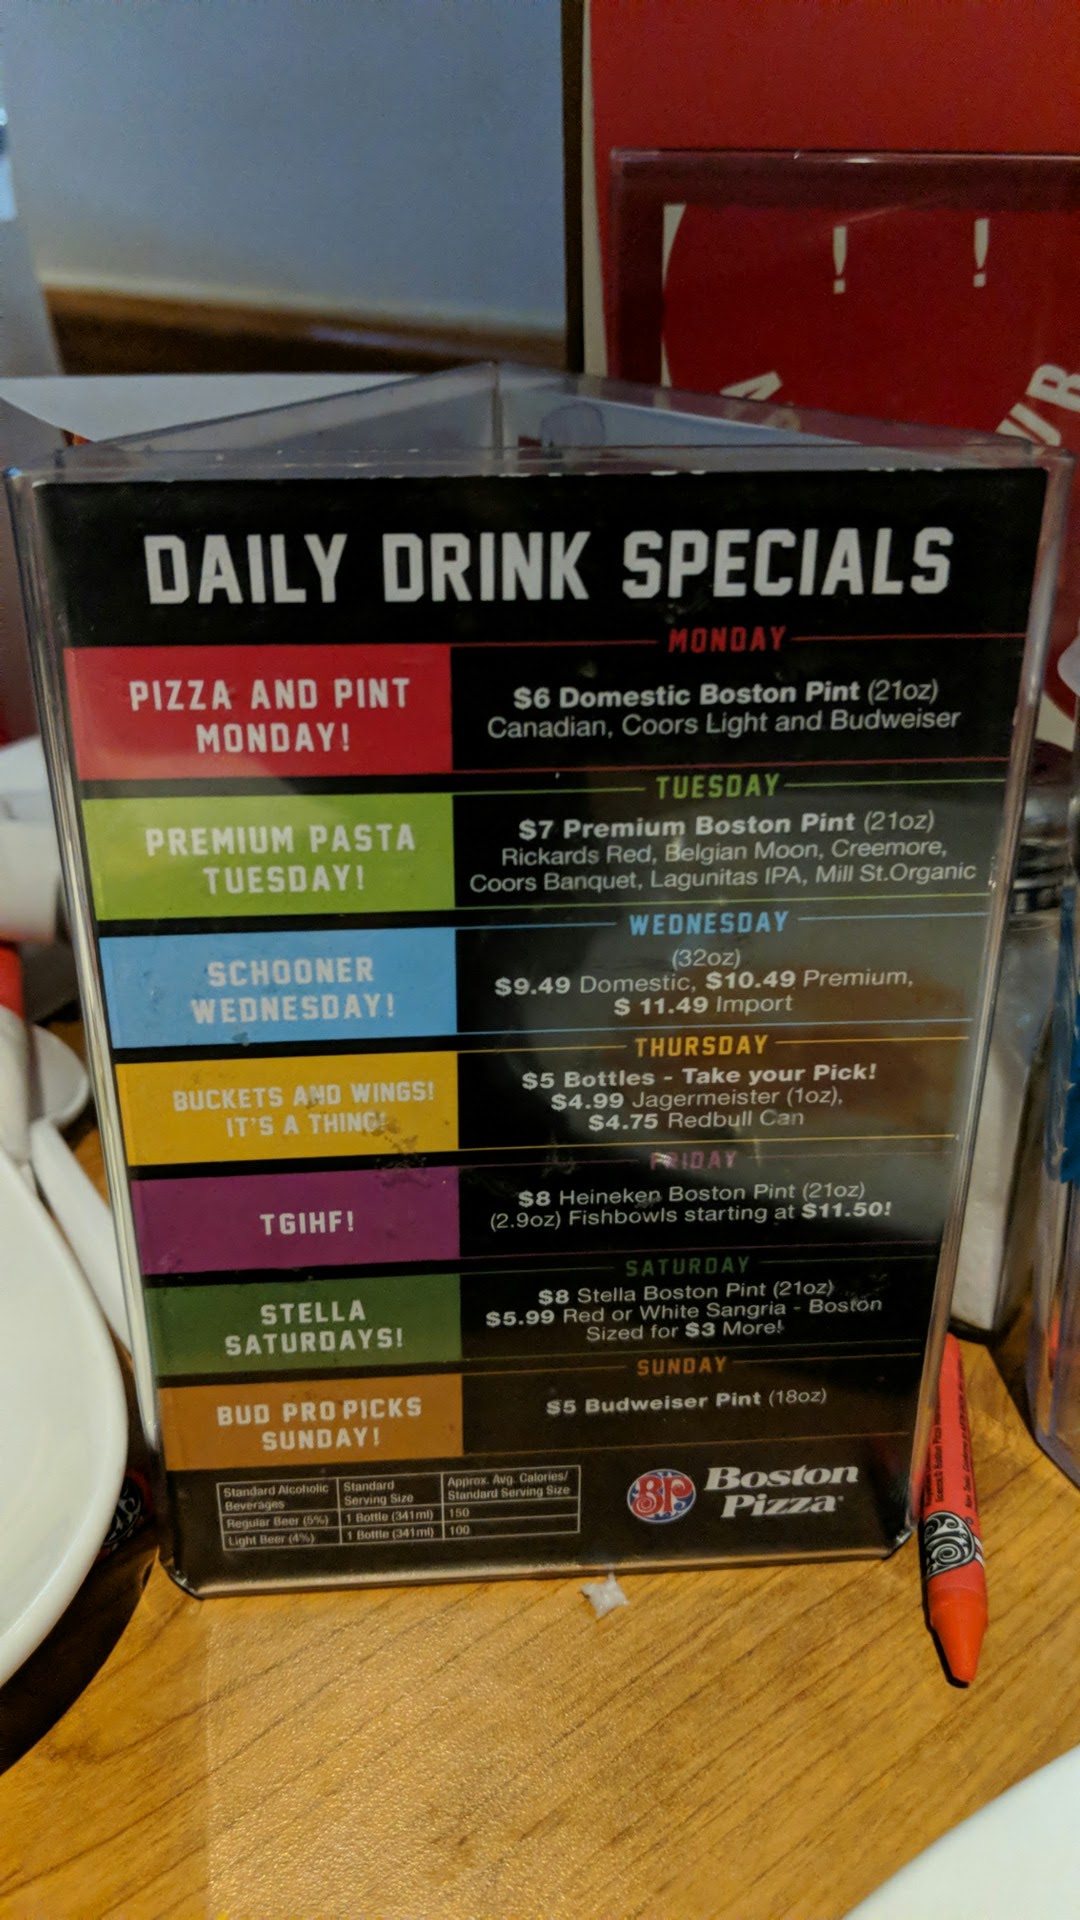 ! !
UB
DAILY DRINK SPECIALS
MONDAY
PIZZA AND PINT
MONDAY!
$6 Domestic Boston Pint (21oz)
Canadian, Coors Light and Budweiser
TUESDAY
PREMIUM PASTA
TUESDAY!
$7 Premium Boston Pint (21oz)
Rickards Red, Belgian Moon, Creemore,
Coors Banquet, Lagunitas IPA, Mill St.Organic
WEDNESDAY
SCHOONER
WEDNESDAY!
(32oz)
$9.49 Domestic, $10.49 Premium,
$ 11.49 Import
THURSDAY
BUCKETS AND WINGS!
IT'S A THING!
$5 Bottles - Take your Pick!
$4.99 Jagermeister (1oz),
$4.75 Redbull Can
FRIDAY
TGIHF!
$8 Heineken Boston Pint (21oz)
(2.9oz) Fishbowls starting at $11.50!
SATURDAY
STELLA
SATURDAYS!
$8 Stella Boston Pint (21oz)
$5.99 Red or White Sangria - Boston
Sized for $3 More!
SUNDAY
BUD PRO PICKS
SUNDAY!
$5 Budweiser Pint (18oz)
Standard Alcoholic Beverages | Standard Serving Size | Approx. Avg. Calories/ Standard Serving Size
Regular Beer (5%) | 1 Bottle (341ml) | 150
Light Beer (4%) | 1 Bottle (341ml) | 100
BP Boston
Pizza